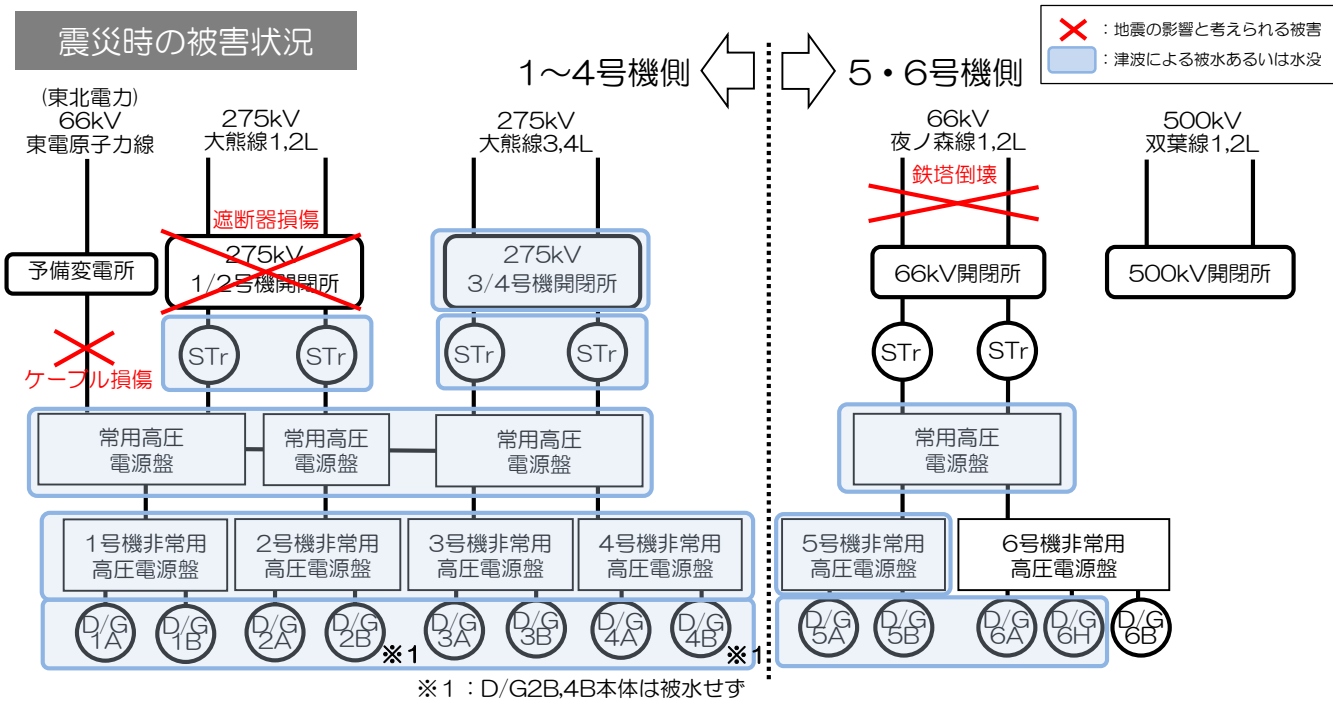 震災時の被害状況
：地震の影響と考えられる被害
：津波による被水あるいは水没
1～4号機側
5・6号機側
(東北電力)
66kV
東電原子力線
275kV
大熊線1,2L
275kV
大熊線3,4L
66kV
夜ノ森線1,2L
500kV
双葉線1,2L
遮断器損傷
鉄塔倒壊
予備変電所
275kV
1/2号機開閉所
275kV
3/4号機開閉所
66kV開閉所
500kV開閉所
STr
STr
STr
STr
STr
STr
ケーブル損傷
常用高圧
電源盤
常用高圧
電源盤
常用高圧
電源盤
常用高圧
電源盤
1号機非常用
高圧電源盤
2号機非常用
高圧電源盤
3号機非常用
高圧電源盤
4号機非常用
高圧電源盤
5号機非常用
高圧電源盤
6号機非常用
高圧電源盤
D/G
1A
D/G
1B
D/G
2A
D/G
2B
※1
D/G
3A
D/G
3B
D/G
4A
D/G
4B
※1
D/G
5A
D/G
5B
D/G
6A
D/G
6H
D/G
6B
※1：D/G2B,4B本体は被水せず